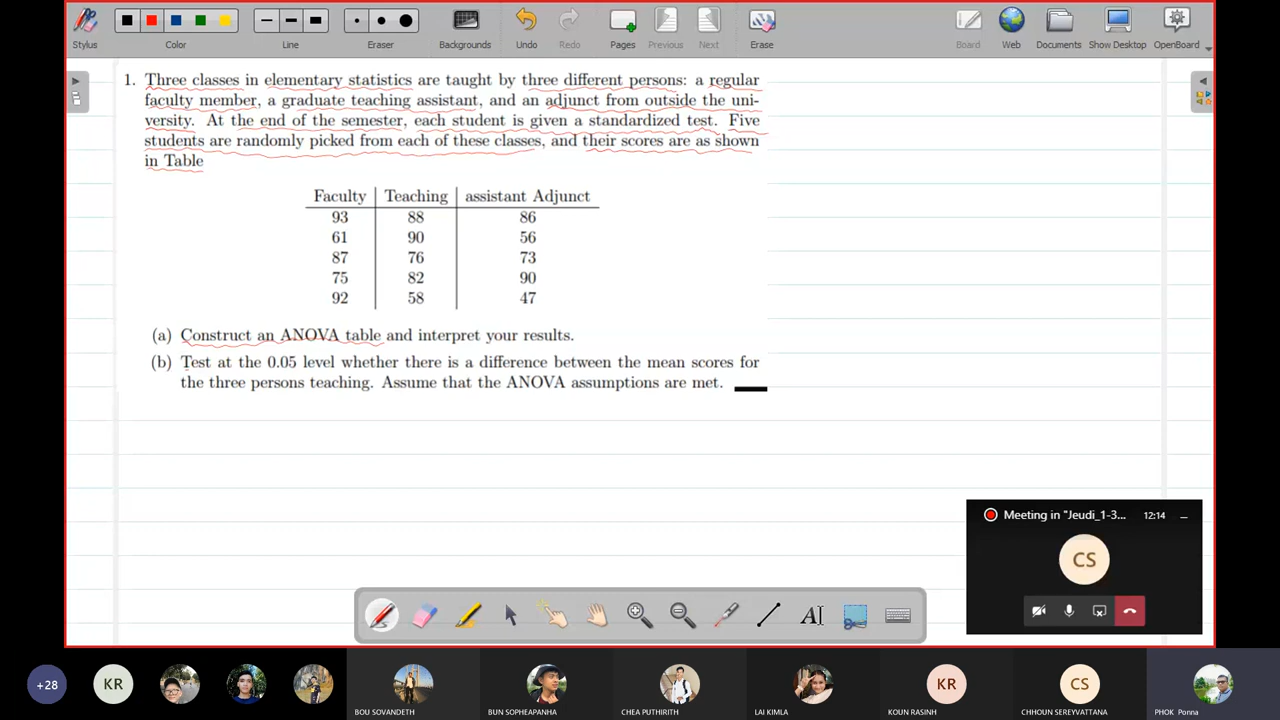 Stylus
Color
Line
Eraser
Backgrounds
Undo
Redo
Pages
Previous
Next
Erase
Board
Web
Documents
Show Desktop
OpenBoard
1. Three classes in elementary statistics are taught by three different persons: a regular
faculty member, a graduate teaching assistant, and an adjunct from outside the uni-
versity. At the end of the semester, each student is given a standardized test. Five
students are randomly picked from each of these classes, and their scores are as shown
in Table
Faculty Teaching assistant Adjunct
93 88 86
61 90 56
87 76 73
75 82 90
92 58 47
(a) Construct an ANOVA table and interpret your results.
(b) Test at the 0.05 level whether there is a difference between the mean scores for
the three persons teaching. Assume that the ANOVA assumptions are met.
Meeting in "Jeudi_1-3... 12:14
CS
AI
+28
KR
KR
CS
BOU SOVANDETH
BUN SOPHEAPANHA
CHEA PUTHIRITH
LAI KIMLA
KOUN RASINH
CHHOUN SEREYVATTANA
PHOK Ponna